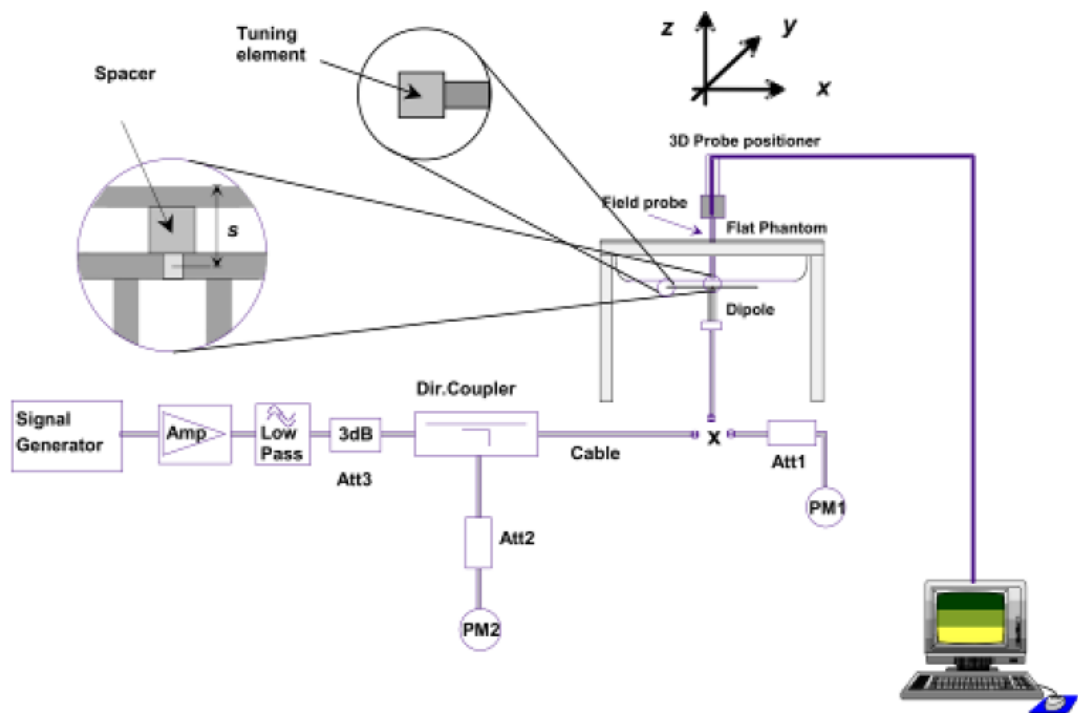 Tuning
element
Spacer
z
y
x
3D Probe positioner
Field probe
Flat Phantom
s
Dipole
Dir.Coupler
Signal
Generator
Amp
Low
Pass
3dB
Att3
Cable
X
Att1
PM1
Att2
PM2